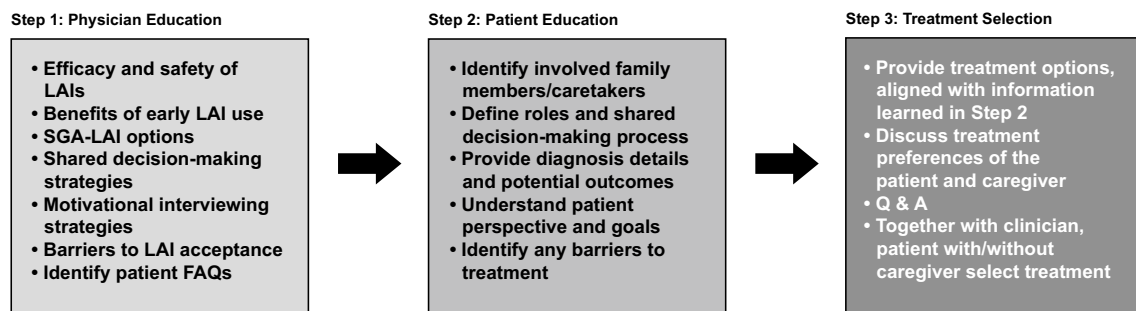 Step 1: Physician Education
• Efficacy and safety of
LAIs
• Benefits of early LAI use
• SGA-LAI options
• Shared decision-making
strategies
• Motivational interviewing
strategies
• Barriers to LAI acceptance
• Identify patient FAQs
Step 2: Patient Education
• Identify involved family
members/caretakers
• Define roles and shared
decision-making process
• Provide diagnosis details
and potential outcomes
• Understand patient
perspective and goals
• Identify any barriers to
treatment
Step 3: Treatment Selection
• Provide treatment options,
aligned with information
learned in Step 2
• Discuss treatment
preferences of the
patient and caregiver
• Q & A
• Together with clinician,
patient with/without
caregiver select treatment